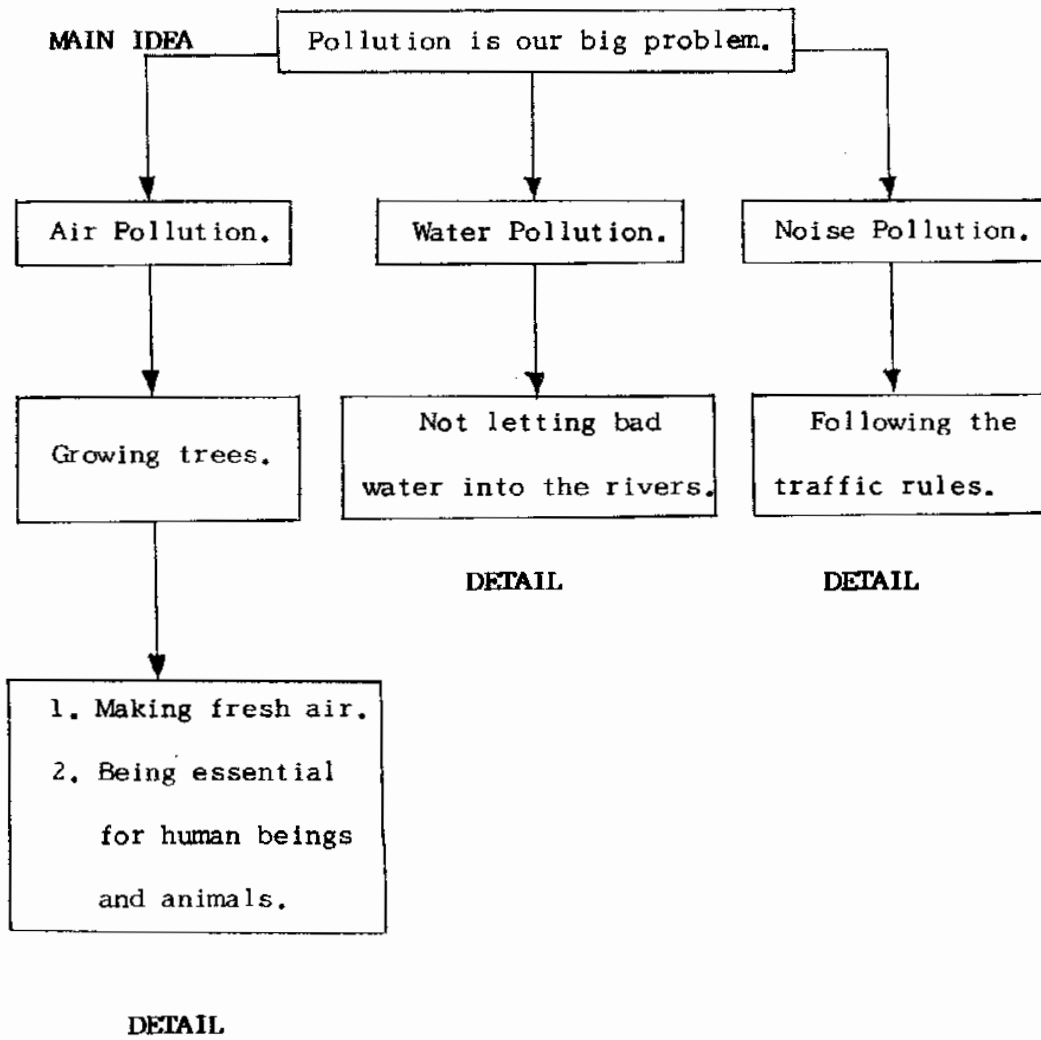 MAIN IDEA
Pollution is our big problem.
Air Pollution.
Water Pollution.
Noise Pollution.
Growing trees.
Not letting bad
water into the rivers.
Following the
traffic rules.
DETAIL
DETAIL
1. Making fresh air.
2. Being essential
for human beings
and animals.
DETAIL